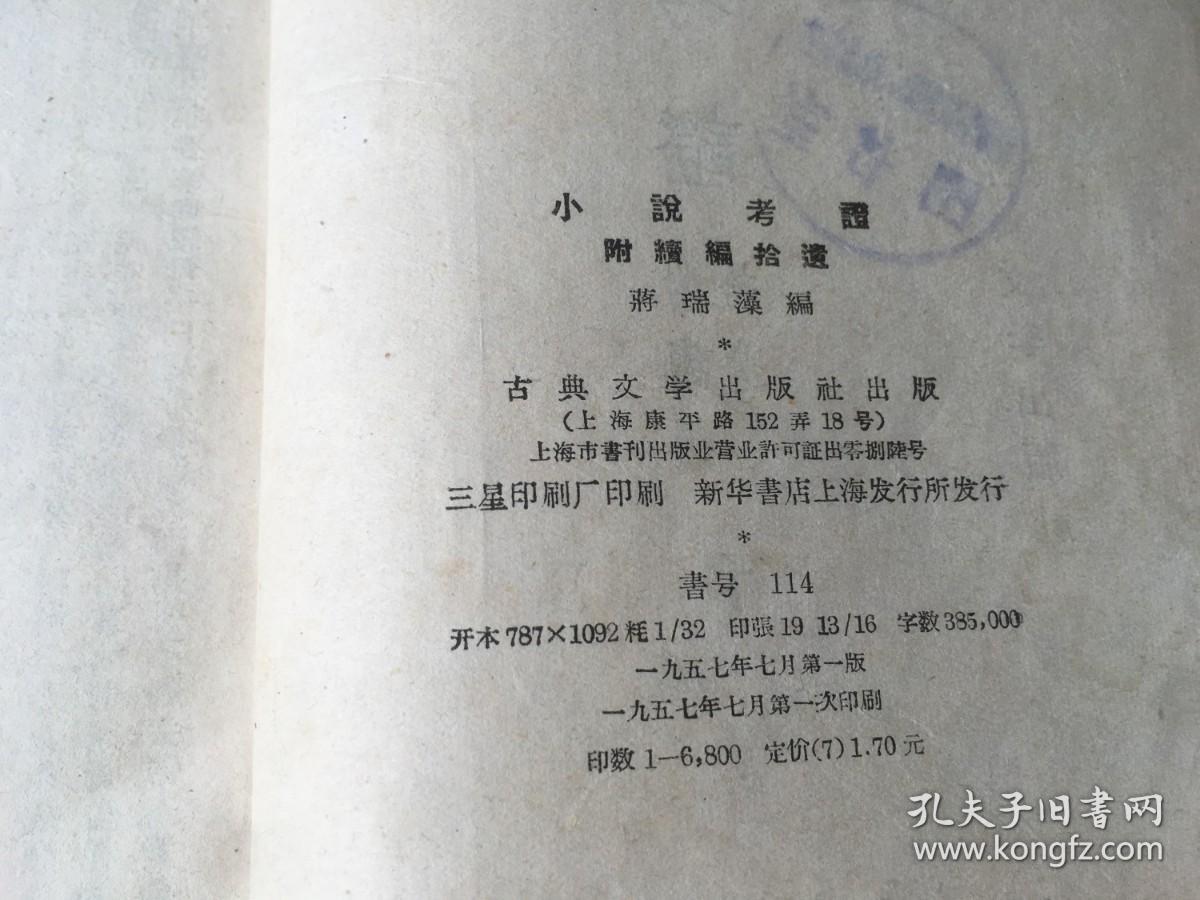 小說考證
附續編拾遺
蔣瑞藻編
*
古典文学出版社出版
(上海康平路152弄18号)
上海市書刊出版业营业許可証出零捌陸号
三星印刷厂印刷 新华書店上海发行所发行
*
書号 114
开本787×1092 粍1/32 印張19 13/16 字数385,000
一九五七年七月第一版
一九五七年七月第一次印刷
印数1—6,800 定价(7)1.70元
孔夫子旧书网
www.kongfz.com